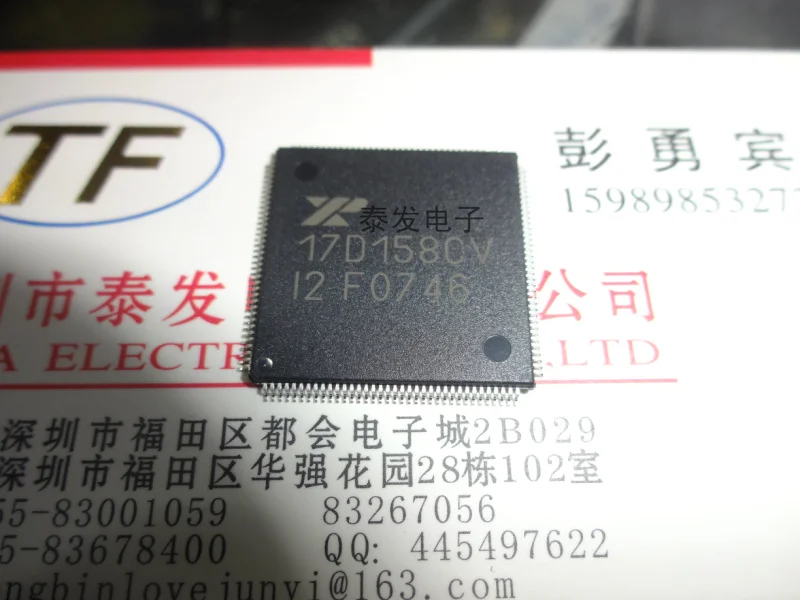 TF
彭勇宾
1598985327
泰发电子
17D158CV
I2 F0746
圳市泰发 公司
A ELECTR ,LTD
深圳市福田区都会电子城2B029
深圳市福田区华强花园28栋102室
55-83001059 83267056
5-83678400 QQ: 445497622
ngbinlovejunyi@163.com